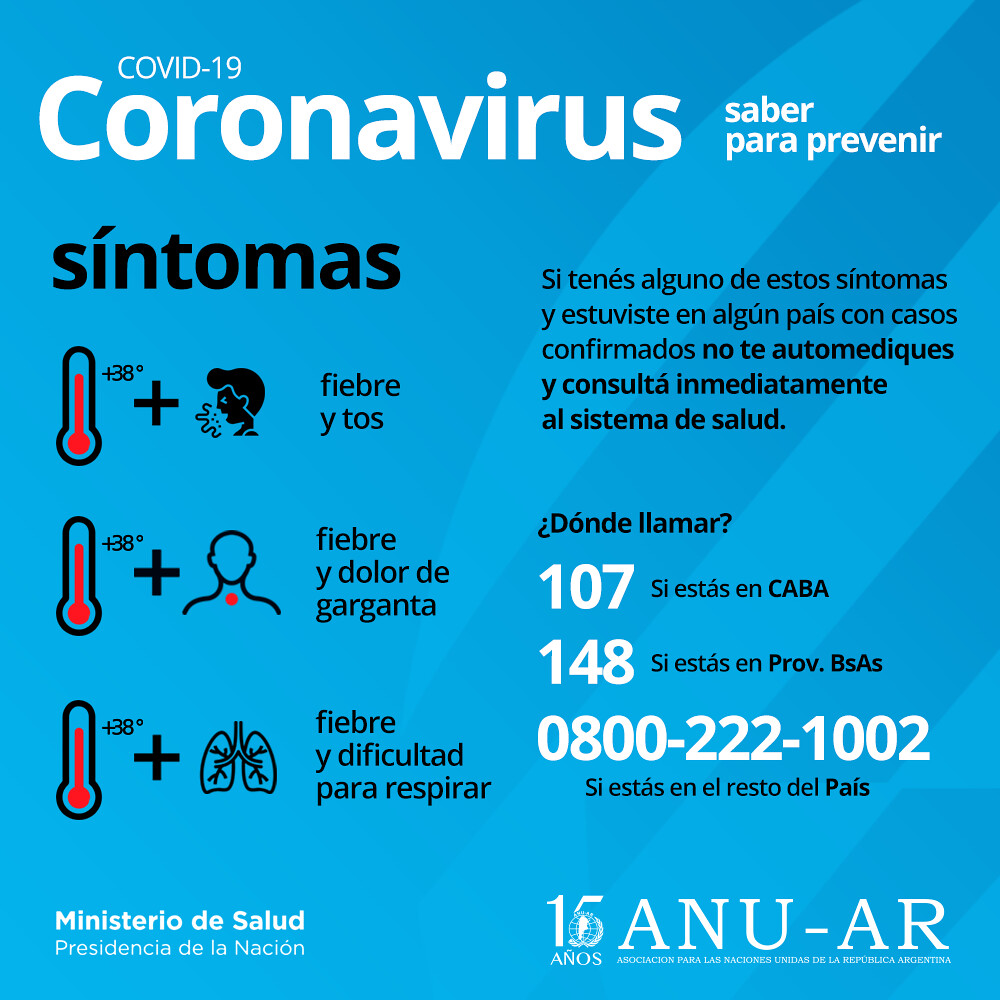 COVID-19
Coronavirus
saber
para prevenir
síntomas
+38°
fiebre
y tos
+38°
fiebre
y dolor de
garganta
+38°
fiebre
y dificultad
para respirar
Si tenés alguno de estos síntomas
y estuviste en algún país con casos
confirmados no te automediques
y consultá inmediatamente
al sistema de salud.
¿Dónde llamar?
107 Si estás en CABA
148 Si estás en Prov. BsAs
0800-222-1002
Si estás en el resto del País
Ministerio de Salud
Presidencia de la Nación
15
ANU-AR
AÑOS
ANU-AR
ASOCIACION PARA LAS NACIONES UNIDAS DE LA REPÚBLICA ARGENTINA